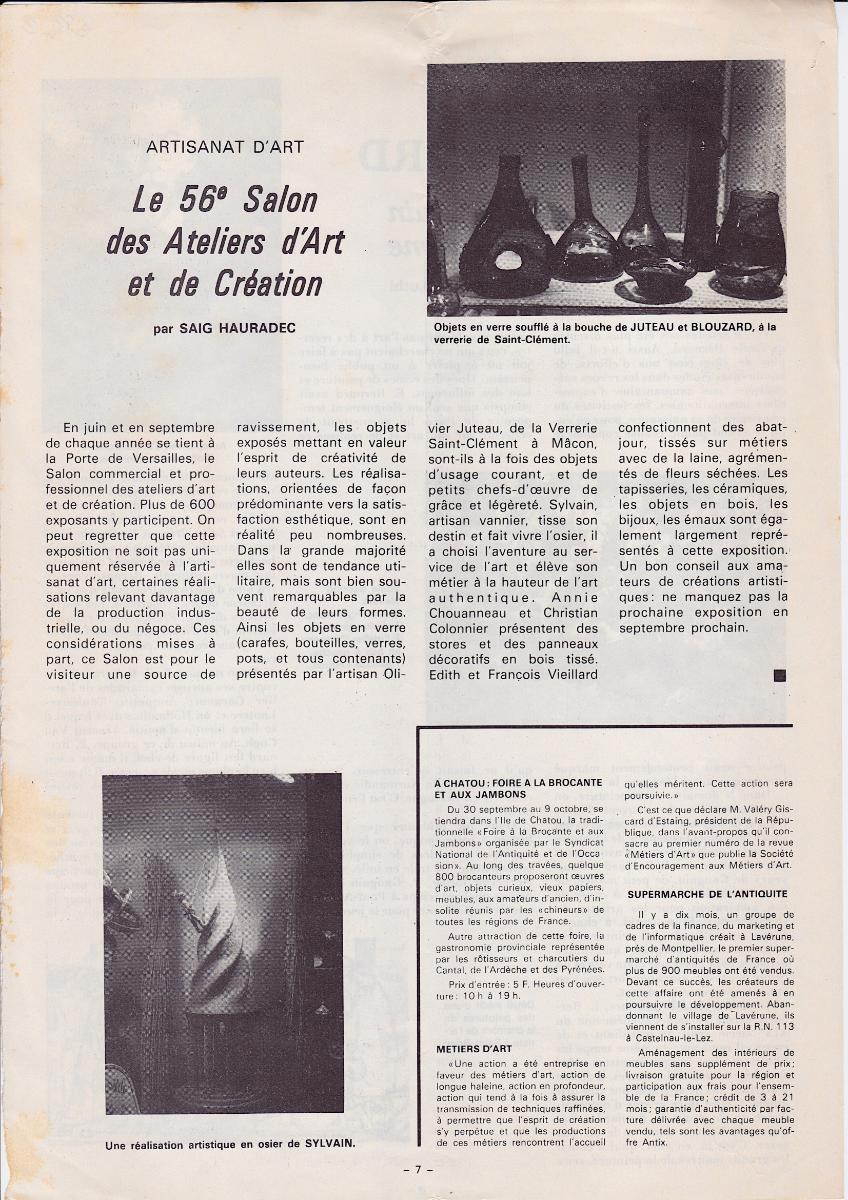 ARTISANAT D'ART
Le 56e Salon
des Ateliers d'Art
et de Création
par SAIG HAURADEC
Objets en verre soufflé à la bouche de JUTEAU et BLOUZARD, à la
verrerie de Saint-Clément.
En juin et en septembre
de chaque année se tient à
la Porte de Versailles, le
Salon commercial et pro-
fessionnel des ateliers d'art
et de création. Plus de 600
exposants y participent. On
peut regretter que cette
exposition ne soit pas uni-
quement réservée à l'arti-
sanat d'art, certaines réali-
sations relevant davantage
de la production indus-
trielle, ou du négoce. Ces
considérations mises à
part, ce Salon est pour le
visiteur une source de
ravissement, les objets
exposés mettant en valeur
l'esprit de créativité de
leurs auteurs. Les réalisa-
tions, orientées de façon
prédominante vers la satis-
faction esthétique, sont en
réalité peu nombreuses.
Dans la grande majorité
elles sont de tendance uti-
litaire, mais sont bien sou-
vent remarquables par la
beauté de leurs formes.
Ainsi les objets en verre
(carafes, bouteilles, verres,
pots, et tous contenants)
présentés par l'artisan Oli-
vier Juteau, de la Verrerie
Saint-Clément à Mâcon,
sont-ils à la fois des objets
d'usage courant, et de
petits chefs-d'œuvre de
grâce et légèreté. Sylvain,
artisan vannier, tisse son
destin et fait vivre l'osier, il
a choisi l'aventure au ser-
vice de l'art et élève son
métier à la hauteur de l'art
authentique. Annie
Chouanneau et Christian
Colonnier présentent des
stores et des panneaux
décoratifs en bois tissé.
Edith et François Vieillard
confectionnent des abat-
jour, tissés sur métiers
avec de la laine, agrémen-
tés de fleurs séchées. Les
tapisseries, les céramiques,
les objets en bois, les
bijoux, les émaux sont éga-
lement largement repré-
sentés à cette exposition.
Un bon conseil aux ama-
teurs de créations artisti-
ques : ne manquez pas la
prochaine exposition en
septembre prochain.
Une réalisation artistique en osier de SYLVAIN.
A CHATOU : FOIRE A LA BROCANTE
ET AUX JAMBONS
Du 30 septembre au 9 octobre, se
tiendra dans l'Ile de Chatou, la tradi-
tionnelle «Foire à la Brocante et aux
Jambons» organisée par le Syndicat
National de l'Antiquité et de l'Occa-
sion». Au long des travées, quelque
800 brocanteurs proposeront œuvres
d'art, objets curieux, vieux papiers,
meubles, aux amateurs d'ancien, d'in-
solite réunis par les «chineurs» de
toutes les régions de France.
Autre attraction de cette foire, la
gastronomie provinciale représentée
par les rôtisseurs et charcutiers du
Cantal, de l'Ardèche et des Pyrénées.
Prix d'entrée : 5 F. Heures d'ouver-
ture : 10 h à 19 h.
METIERS D'ART
«Une action a été entreprise en
faveur des métiers d'art, action de
longue haleine, action en profondeur,
action qui tend à la fois à assurer la
transmission de techniques raffinées,
à permettre que l'esprit de création
s'y perpétue et que les productions
de ces métiers rencontrent l'accueil
qu'elles méritent. Cette action sera
poursuivie.»
C'est ce que déclare M. Valéry Gis-
card d'Estaing, président de la Répu-
blique, dans l'avant-propos qu'il con-
sacre au premier numéro de la revue
«Métiers d'Art» que publie la Société
d'Encouragement aux Métiers d'Art.
SUPERMARCHE DE L'ANTIQUITE
Il y a dix mois, un groupe de
cadres de la finance, du marketing et
de l'informatique créait à Lavérune,
près de Montpellier, le premier super-
marché d'antiquités de France où
plus de 900 meubles ont été vendus.
Devant ce succès, les créateurs de
cette affaire ont été amenés à en
poursuivre le développement. Aban-
donnant le village de Lavérune, ils
viennent de s'installer sur la R.N. 113
à Castelnau-le-Lez.
Aménagement des intérieurs de
meubles sans supplément de prix ;
livraison gratuite pour la région et
participation aux frais pour l'ensem-
ble de la France ; crédit de 3 à 21
mois ; garantie d'authenticité par fac-
ture délivrée avec chaque meuble
vendu, tels sont les avantages qu'of-
fre Antix.
– 7 –